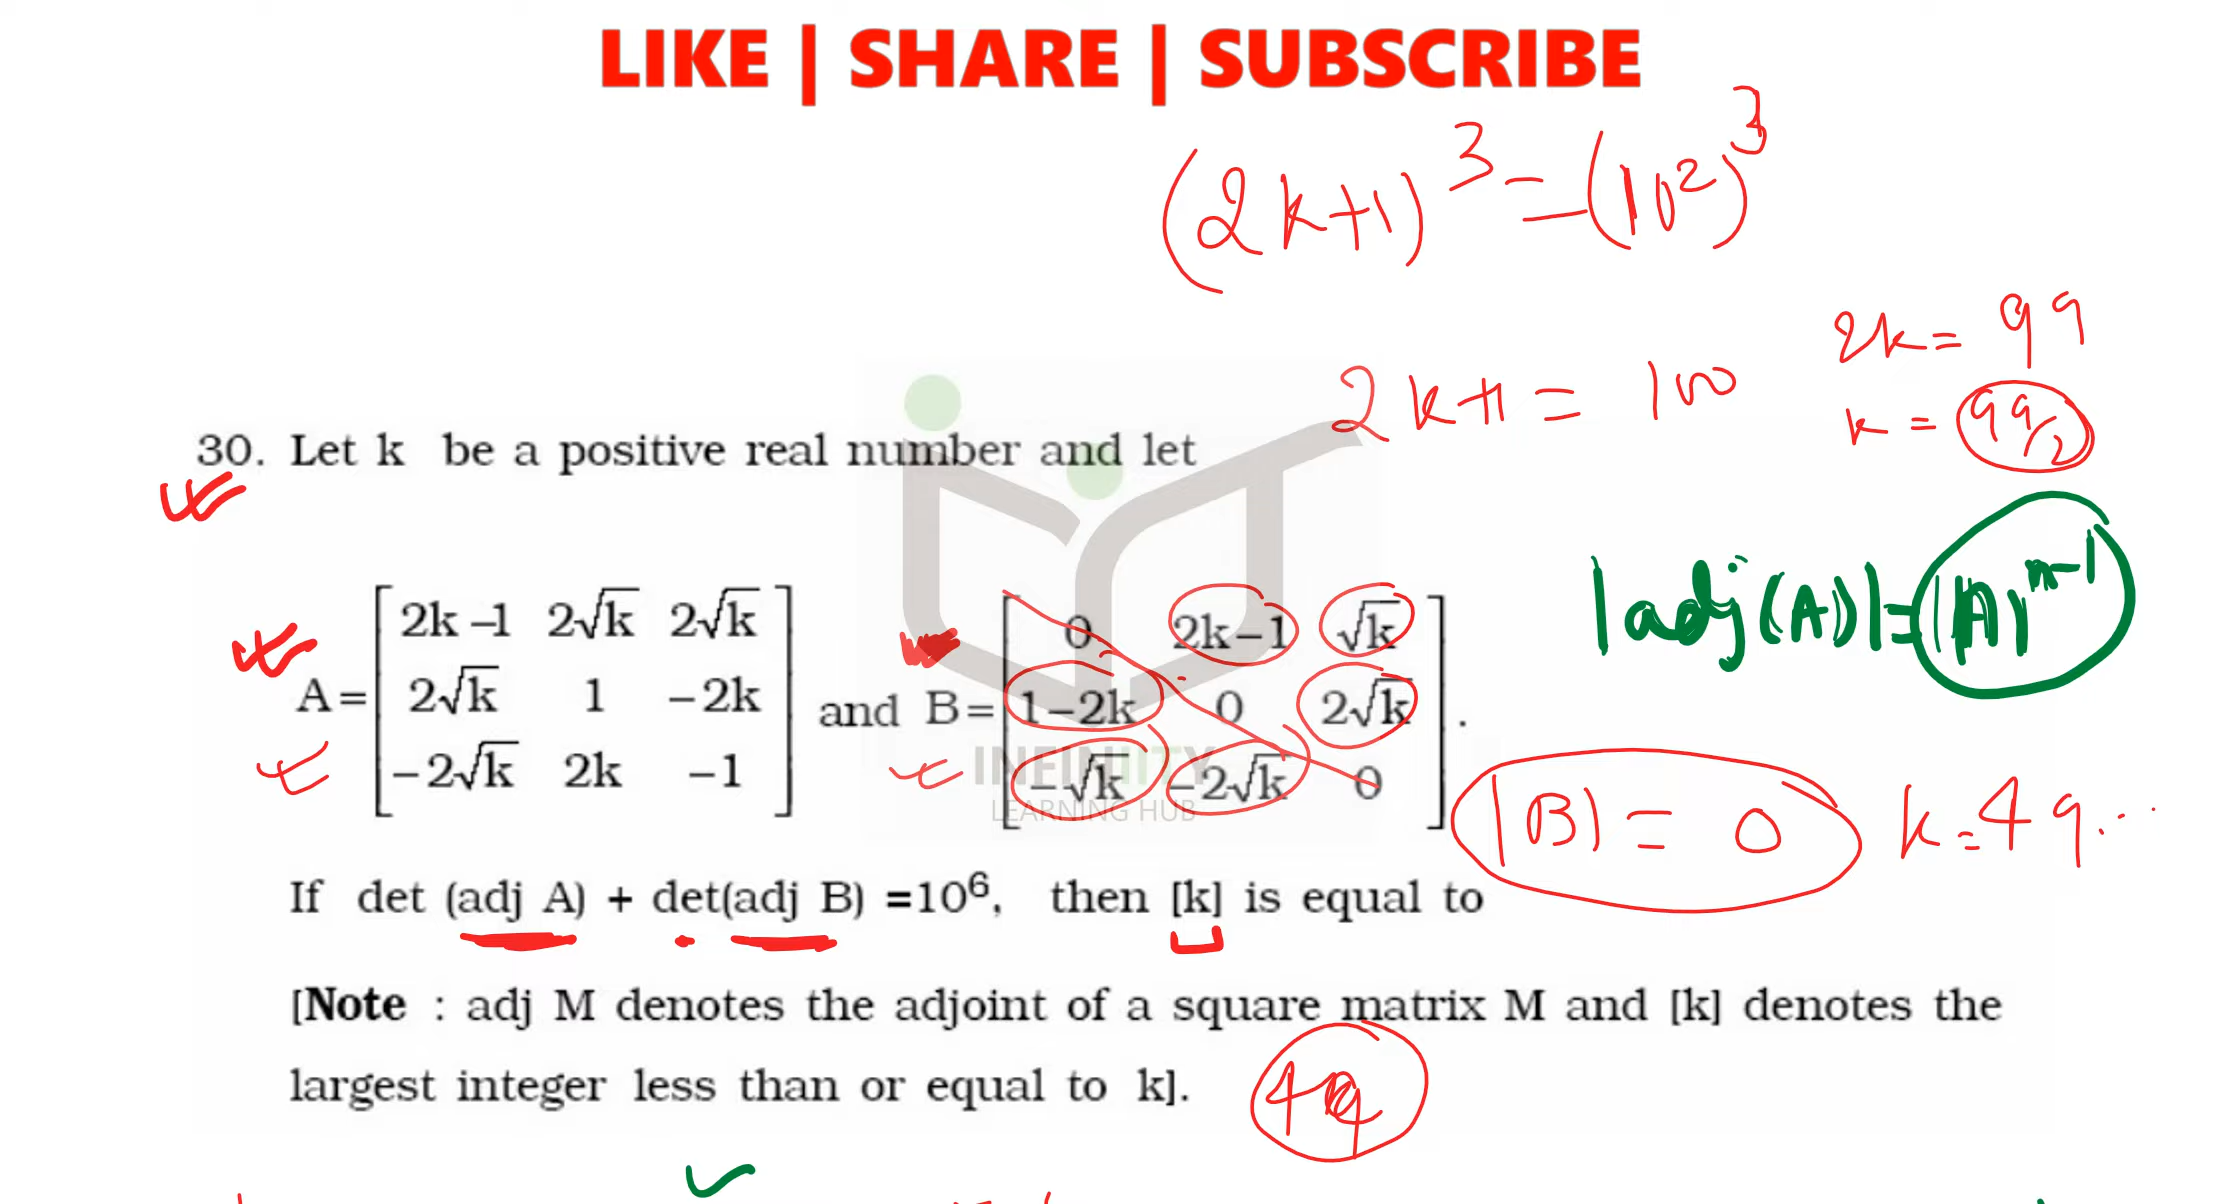 LIKE | SHARE | SUBSCRIBE
(2k+1)³=(10²)³
2k+1 = 100
2k= 99
k = 99/2
30. Let k be a positive real number and let
|adj(A)|=|A|ⁿ⁻¹
2k–1 2√k 2√k
A= 2√k 1 -2k
-2√k 2k -1
and
0 2k–1 √k
B= 1–2k 0 2√k
-√k -2√k 0
.
INFINITY
LEARNING HUB
|B| = 0
k=49...
If det (adj A) + det(adj B) =10⁶, then [k] is equal to
[Note : adj M denotes the adjoint of a square matrix M and [k] denotes the
largest integer less than or equal to k].
49